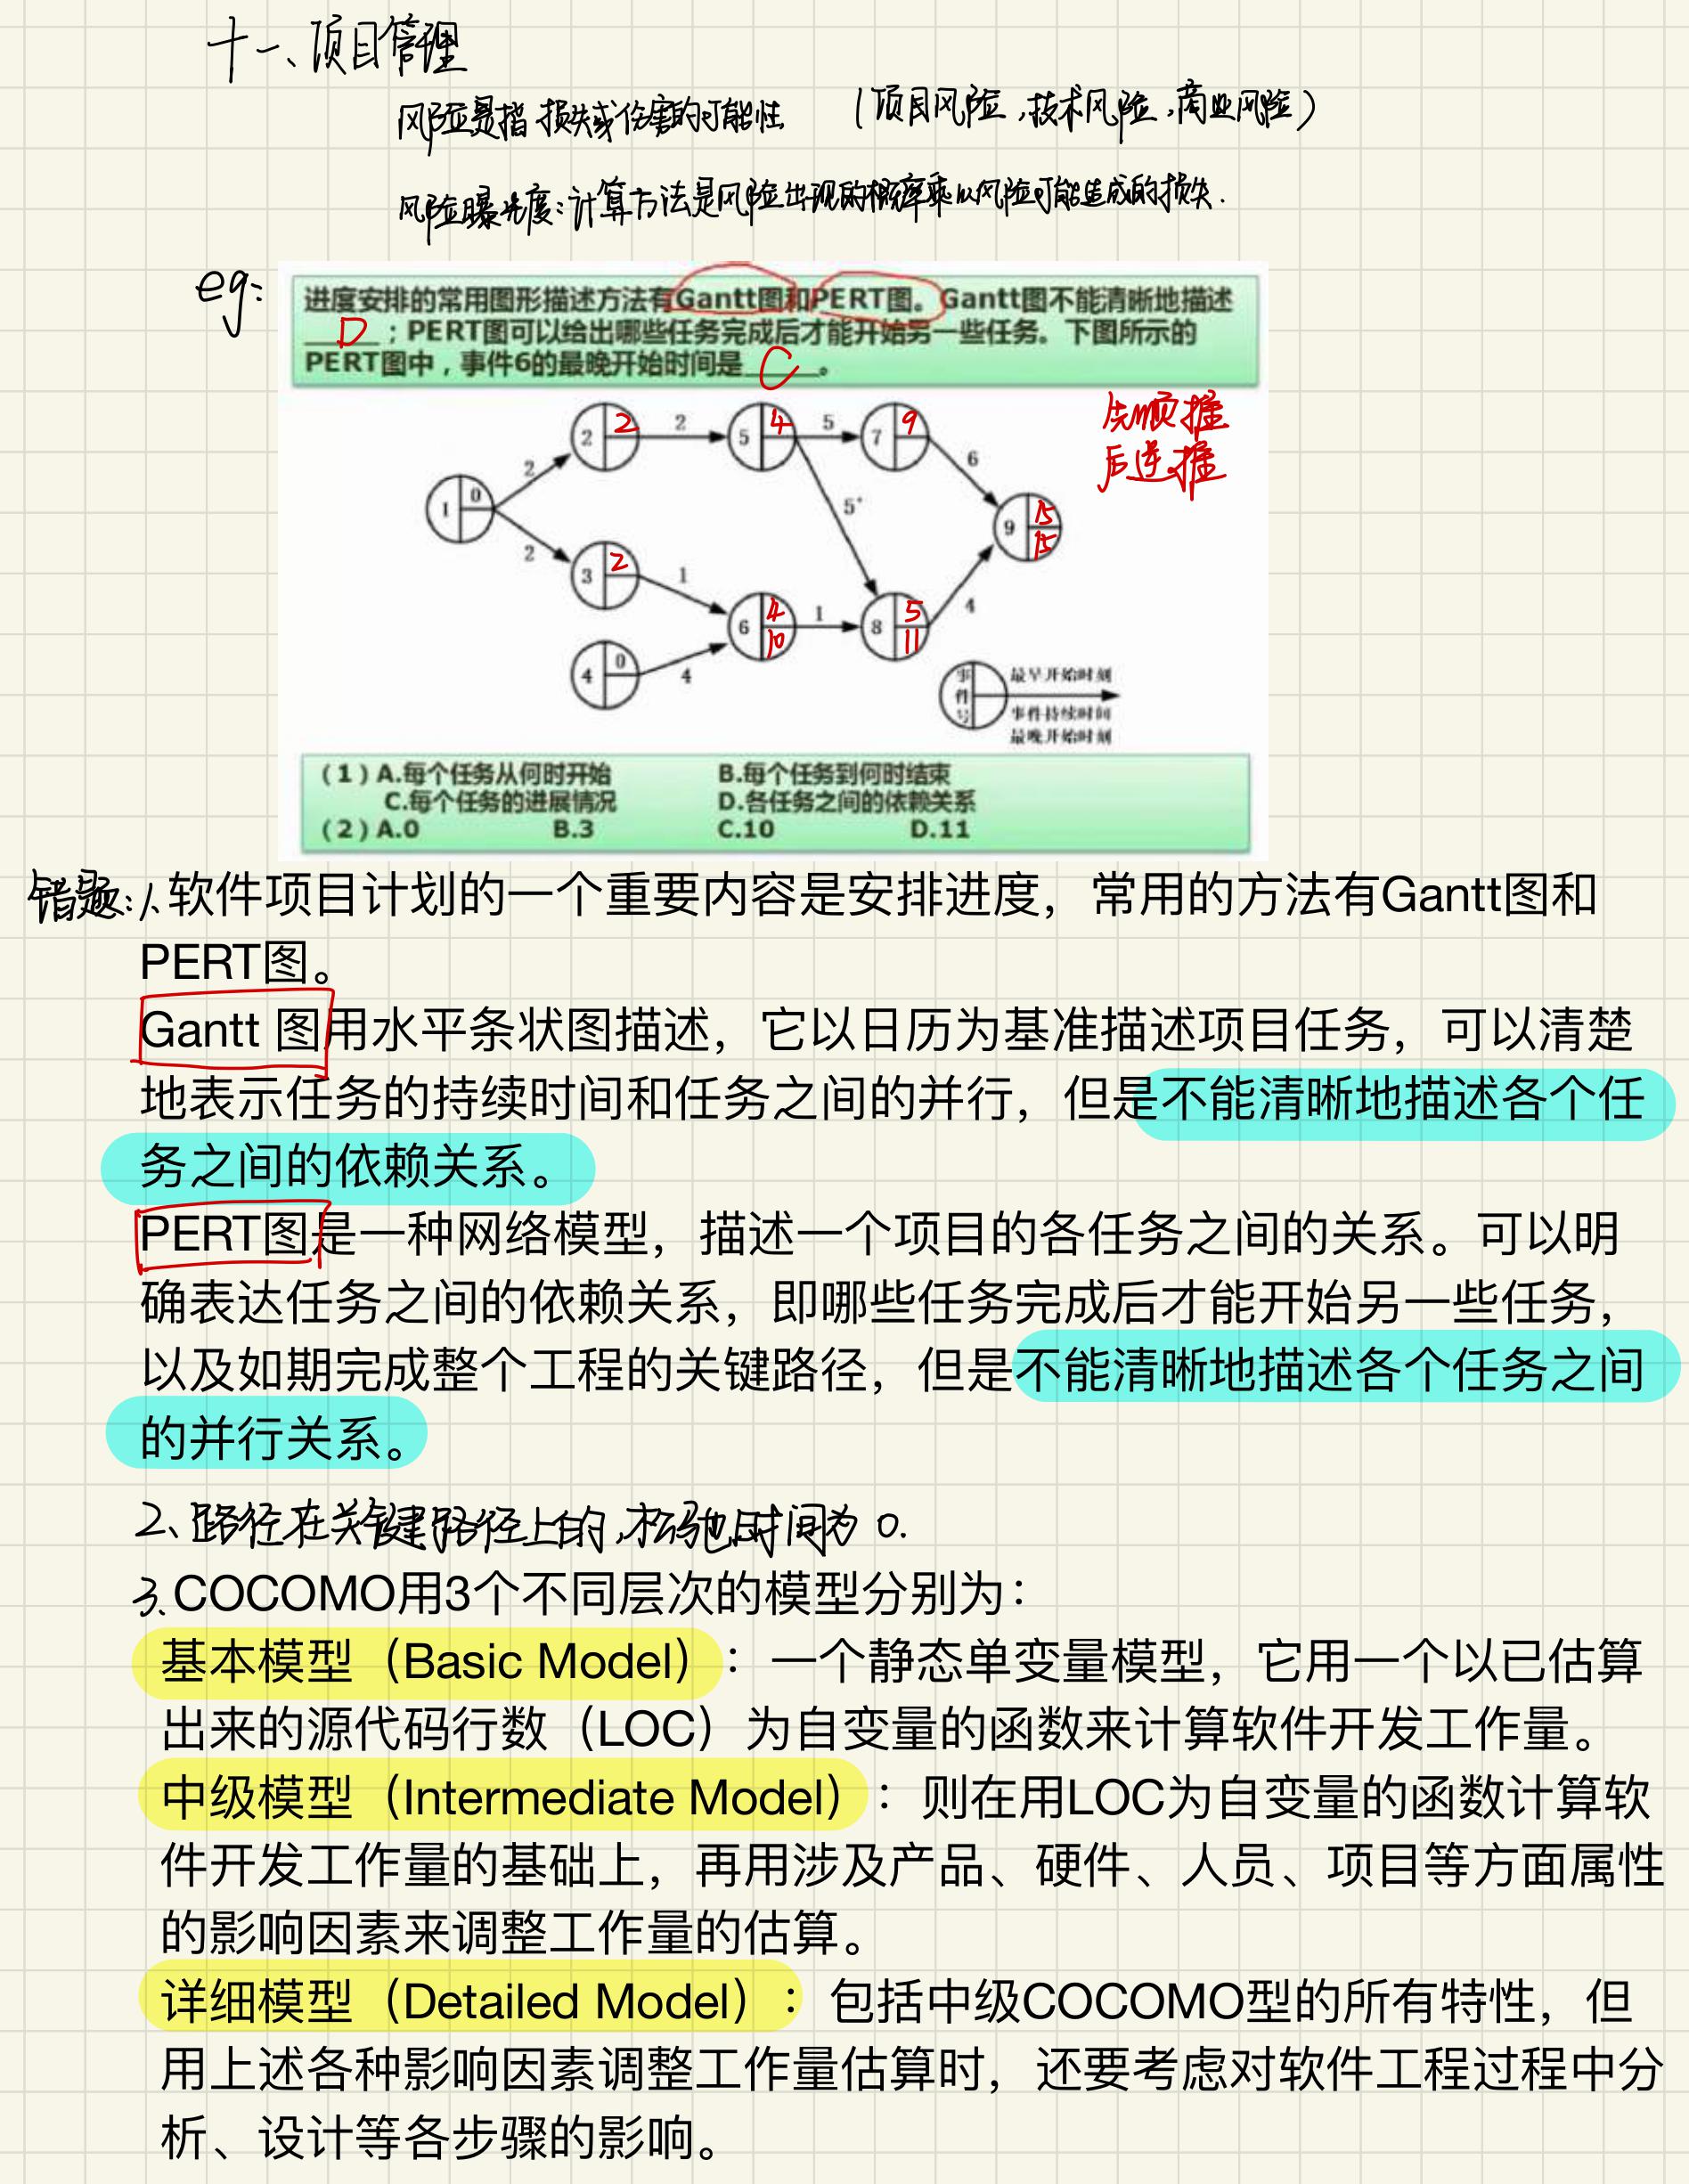 十一、项目管理
风险是指 损失或伤害的可能性 (项目风险,技术风险,商业风险)
风险曝光度:计算方法是风险出现的概率乘以风险可能造成的损失.
eg:
进度安排的常用图形描述方法有Gantt图和PERT图。Gantt图不能清晰地描述
D ;PERT图可以给出哪些任务完成后才能开始另一些任务。下图所示的
PERT图中,事件6的最晚开始时间是 C 。
先顺推
后逆推
2 2 2 5 4 5 7 9
2 6
1 0 5 9 15
15
2
3 2 1
6 4 1 8 5 4
10 11
4 0 4
事件号 最早开始时刻
事件持续时间
最晚开始时刻
(1)A.每个任务从何时开始 B.每个任务到何时结束
C.每个任务的进展情况 D.各任务之间的依赖关系
(2)A.0 B.3 C.10 D.11
错题:1、软件项目计划的一个重要内容是安排进度,常用的方法有Gantt图和
PERT图。
Gantt 图用水平条状图描述,它以日历为基准描述项目任务,可以清楚
地表示任务的持续时间和任务之间的并行,但是不能清晰地描述各个任
务之间的依赖关系。
PERT图是一种网络模型,描述一个项目的各任务之间的关系。可以明
确表达任务之间的依赖关系,即哪些任务完成后才能开始另一些任务,
以及如期完成整个工程的关键路径,但是不能清晰地描述各个任务之间
的并行关系。
2、路径在关键路径上的,松驰时间为 0.
3、COCOMO用3个不同层次的模型分别为:
基本模型(Basic Model):一个静态单变量模型,它用一个以已估算
出来的源代码行数(LOC)为自变量的函数来计算软件开发工作量。
中级模型(Intermediate Model):则在用LOC为自变量的函数计算软
件开发工作量的基础上,再用涉及产品、硬件、人员、项目等方面属性
的影响因素来调整工作量的估算。
详细模型(Detailed Model):包括中级COCOMO型的所有特性,但
用上述各种影响因素调整工作量估算时,还要考虑对软件工程过程中分
析、设计等各步骤的影响。